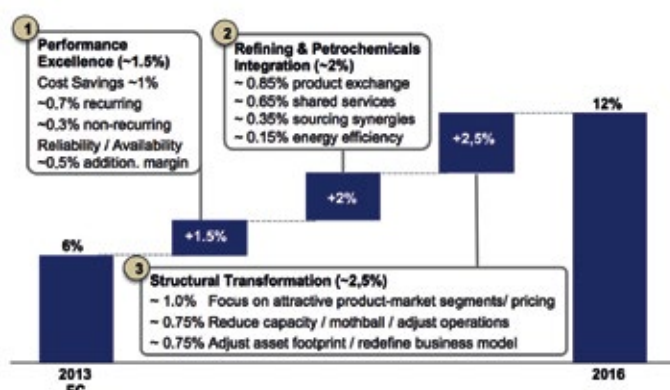 1
Performance
Excellence (~1.5%)
Cost Savings ~1%
~0.7% recurring
~0.3% non-recurring
Reliability / Availability
~0,5% addition. margin
2
Refining & Petrochemicals
Integration (~2%)
~ 0.85% product exchange
~ 0.65% shared services
~ 0.35% sourcing synergies
~ 0.15% energy efficiency
12%
+2,5%
+2%
+1.5%
6%
3
Structural Transformation (~2,5%)
~ 1.0% Focus on attractive product-market segments/ pricing
~ 0.75% Reduce capacity / mothball / adjust operations
~ 0.75% Adjust asset footprint / redefine business model
2013
2016